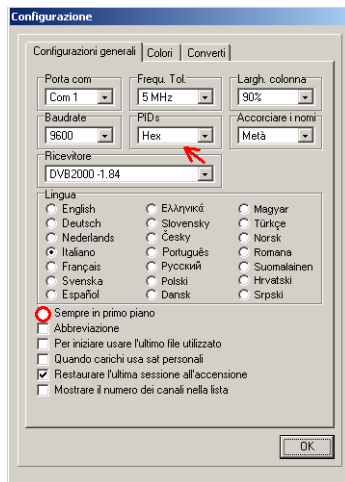 Configurazione
Configurazioni generali Colori Converti
Porta com Frequ. Tol. Largh. colonna
Com 1 5 MHz 90%
Baudrate PIDs Accorciare i nomi
9600 Hex Metà
Ricevitore
DVB2000 -1.84
Lingua
English Ελληνικά Magyar
Deutsch Slovensky Türkçe
Nederlands Česky Norsk
Italiano Português Romana
Français Русский Suomalainen
Svenska Polski Hrvatski
Español Dansk Srpski
Sempre in primo piano
Abbreviazione
Per iniziare usare l'ultimo file utilizzato
Quando carichi usa sat personali
Restaurare l'ultima sessione all'accensione
Mostrare il numero dei canali nella lista
OK